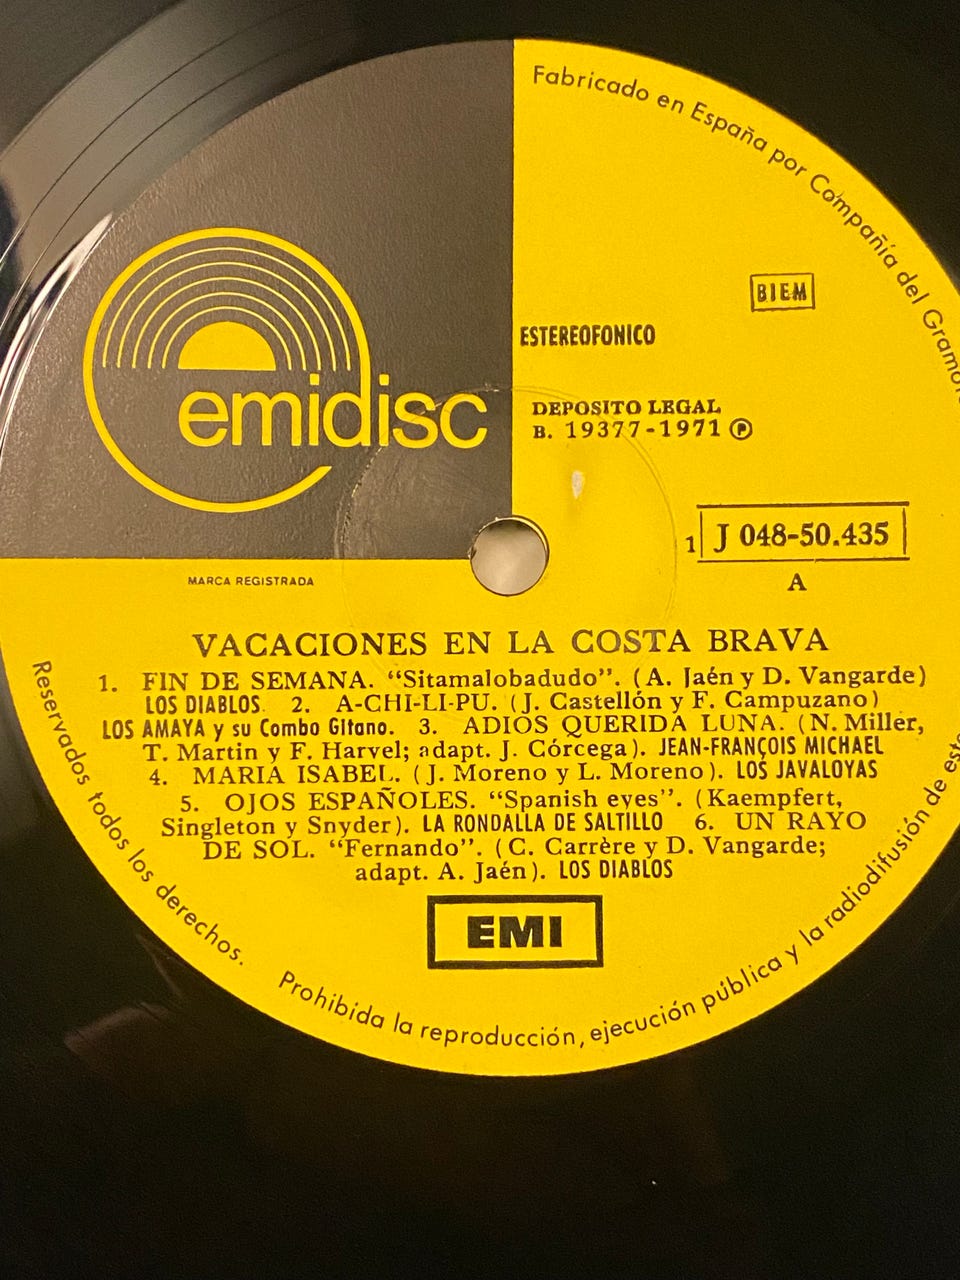 Fabricado en España por Compañía del
emidisc
BIEM
ESTEREOFONICO
DEPOSITO LEGAL
B. 19377-1971 Ⓟ
1 J 048-50.435
A
MARCA REGISTRADA
VACACIONES EN LA COSTA BRAVA
1. FIN DE SEMANA. "Sitamalobadudo". (A. Jaén y D. Vangarde)
LOS DIABLOS 2. A-CHI-LI-PU. (J. Castellón y F. Campuzano)
LOS AMAYA y su Combo Gitano. 3. ADIOS QUERIDA LUNA. (N. Miller,
T. Martin y F. Harvel; adapt. J. Córcega). JEAN-FRANÇOIS MICHAEL
4. MARIA ISABEL. (J. Moreno y L. Moreno). LOS JAVALOYAS
5. OJOS ESPAÑOLES. "Spanish eyes". (Kaempfert,
Singleton y Snyder). LA RONDALLA DE SALTILLO 6. UN RAYO
DE SOL. "Fernando". (C. Carrère y D. Vangarde;
adapt. A. Jaén). LOS DIABLOS
EMI
Reservados todos los derechos. Prohibida la reproducción, ejecución pública y la radiodifusión de